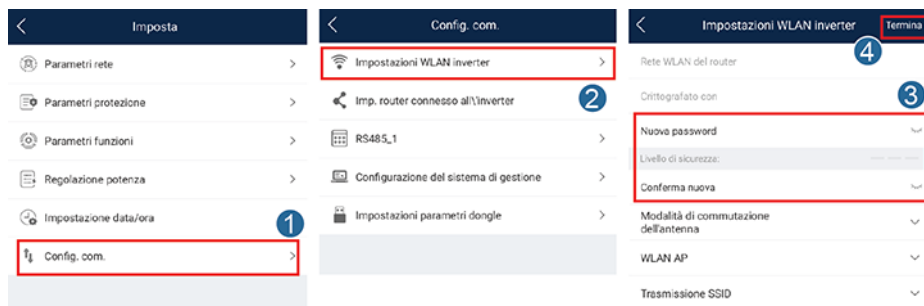 Imposta
Parametri rete
Parametri protezione
Parametri funzioni
Regolazione potenza
Impostazione data/ora
1
Config. com.
Config. com.
Impostazioni WLAN inverter
2
Imp. router connesso all\'inverter
RS485_1
Configurazione del sistema di gestione
Impostazioni parametri dongle
Impostazioni WLAN inverter
Termina
4
Rete WLAN del router
3
Crittografato con
Nuova password
Livello di sicurezza:
Conferma nuova
Modalità di commutazione
dell'antenna
WLAN AP
Trasmissione SSID